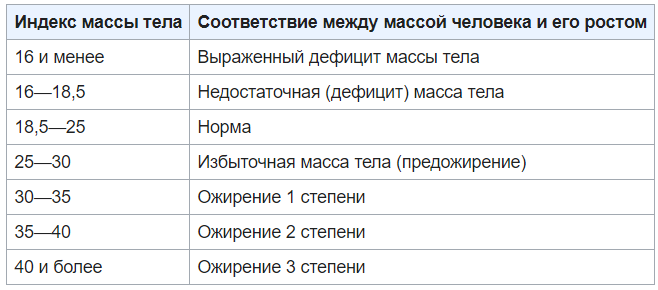 Индекс массы тела Соответствие между массой человека и его ростом
16 и менее Выраженный дефицит массы тела
16—18,5 Недостаточная (дефицит) масса тела
18,5—25 Норма
25—30 Избыточная масса тела (предожирение)
30—35 Ожирение 1 степени
35—40 Ожирение 2 степени
40 и более Ожирение 3 степени